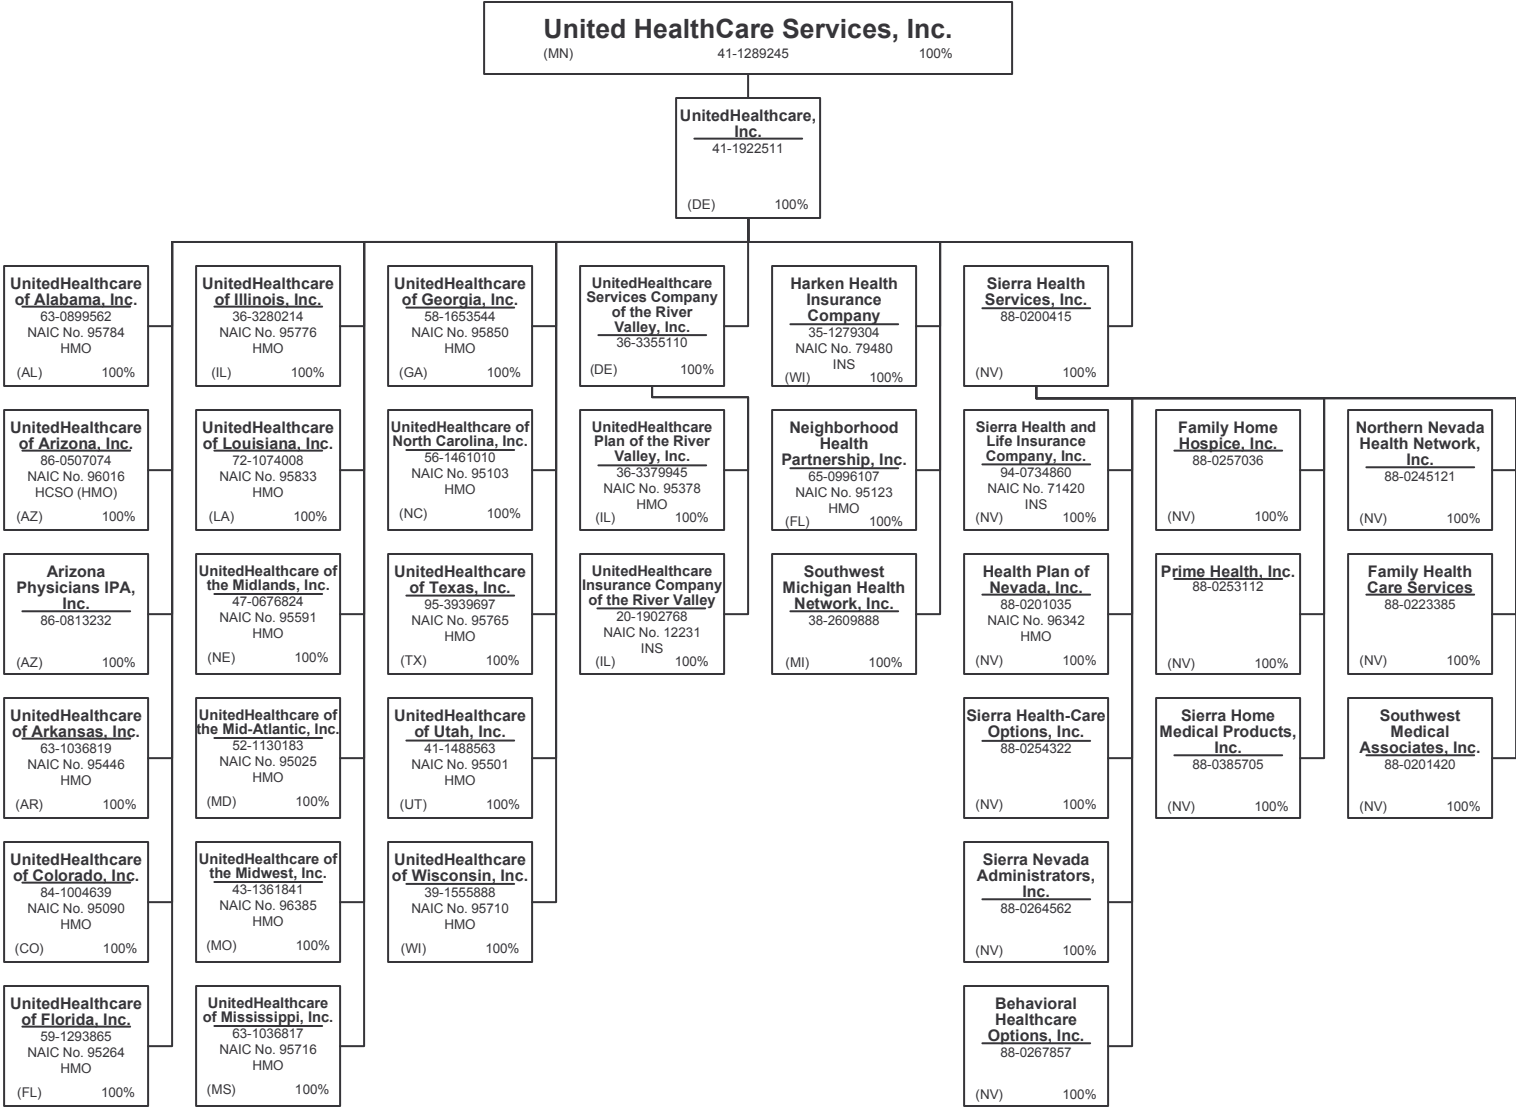 United HealthCare Services, Inc.
(MN) 41-1289245 100%
UnitedHealthcare,
Inc.
41-1922511
(DE) 100%
UnitedHealthcare
of Alabama, Inc.
63-0899562
NAIC No. 95784
HMO
(AL) 100%
UnitedHealthcare
of Arizona, Inc.
86-0507074
NAIC No. 96016
HCSO (HMO)
(AZ) 100%
Arizona
Physicians IPA,
Inc.
86-0813232
(AZ) 100%
UnitedHealthcare
of Arkansas, Inc.
63-1036819
NAIC No. 95446
HMO
(AR) 100%
UnitedHealthcare
of Colorado, Inc.
84-1004639
NAIC No. 95090
HMO
(CO) 100%
UnitedHealthcare
of Florida, Inc.
59-1293865
NAIC No. 95264
HMO
(FL) 100%
UnitedHealthcare
of Illinois, Inc.
36-3280214
NAIC No. 95776
HMO
(IL) 100%
UnitedHealthcare
of Louisiana, Inc.
72-1074008
NAIC No. 95833
HMO
(LA) 100%
UnitedHealthcare of
the Midlands, Inc.
47-0676824
NAIC No. 95591
HMO
(NE) 100%
UnitedHealthcare of
the Mid-Atlantic, Inc.
52-1130183
NAIC No. 95025
HMO
(MD) 100%
UnitedHealthcare of
the Midwest, Inc.
43-1361841
NAIC No. 96385
HMO
(MO) 100%
UnitedHealthcare
of Mississippi, Inc.
63-1036817
NAIC No. 95716
HMO
(MS) 100%
UnitedHealthcare
of Georgia, Inc.
58-1653544
NAIC No. 95850
HMO
(GA) 100%
UnitedHealthcare of
North Carolina, Inc.
56-1461010
NAIC No. 95103
HMO
(NC) 100%
UnitedHealthcare
of Texas, Inc.
95-3939697
NAIC No. 95765
HMO
(TX) 100%
UnitedHealthcare
of Utah, Inc.
41-1488563
NAIC No. 95501
HMO
(UT) 100%
UnitedHealthcare
of Wisconsin, Inc.
39-1555888
NAIC No. 95710
HMO
(WI) 100%
UnitedHealthcare
Services Company
of the River
Valley, Inc.
36-3355110
(DE) 100%
UnitedHealthcare
Plan of the River
Valley, Inc.
36-3379945
NAIC No. 95378
HMO
(IL) 100%
UnitedHealthcare
Insurance Company
of the River Valley
20-1902768
NAIC No. 12231
INS
(IL) 100%
Harken Health
Insurance
Company
35-1279304
NAIC No. 79480
INS
(WI) 100%
Neighborhood
Health
Partnership, Inc.
65-0996107
NAIC No. 95123
HMO
(FL) 100%
Southwest
Michigan Health
Network, Inc.
38-2609888
(MI) 100%
Sierra Health
Services, Inc.
88-0200415
(NV) 100%
Sierra Health and
Life Insurance
Company, Inc.
94-0734860
NAIC No. 71420
INS
(NV) 100%
Health Plan of
Nevada, Inc.
88-0201035
NAIC No. 96342
HMO
(NV) 100%
Sierra Health-Care
Options, Inc.
88-0254322
(NV) 100%
Sierra Nevada
Administrators,
Inc.
88-0264562
(NV) 100%
Behavioral
Healthcare
Options, Inc.
88-0267857
(NV) 100%
Family Home
Hospice, Inc.
88-0257036
(NV) 100%
Prime Health, Inc.
88-0253112
(NV) 100%
Sierra Home
Medical Products,
Inc.
88-0385705
(NV) 100%
Northern Nevada
Health Network,
Inc.
88-0245121
(NV) 100%
Family Health
Care Services
88-0223385
(NV) 100%
Southwest
Medical
Associates, Inc.
88-0201420
(NV) 100%